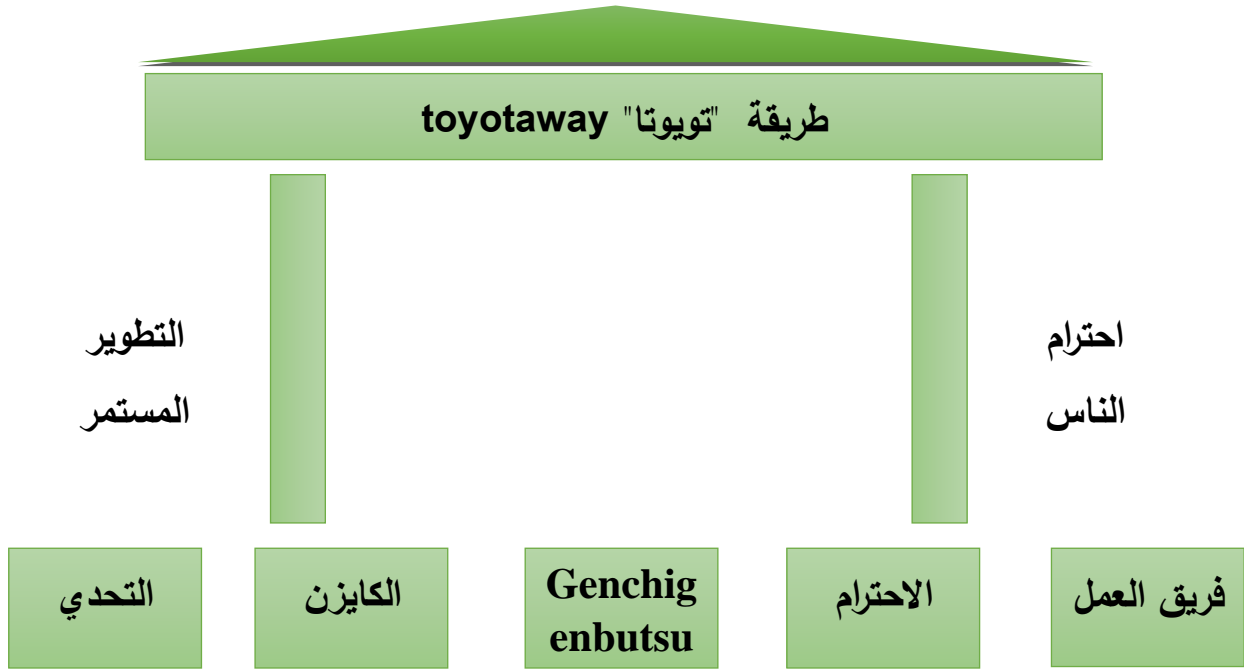 طريقة "تويوتا" toyotaway
احترام
الناس
التطوير
المستمر
فريق العمل
الاحترام
Genchig
enbutsu
الكايزن
التحدي